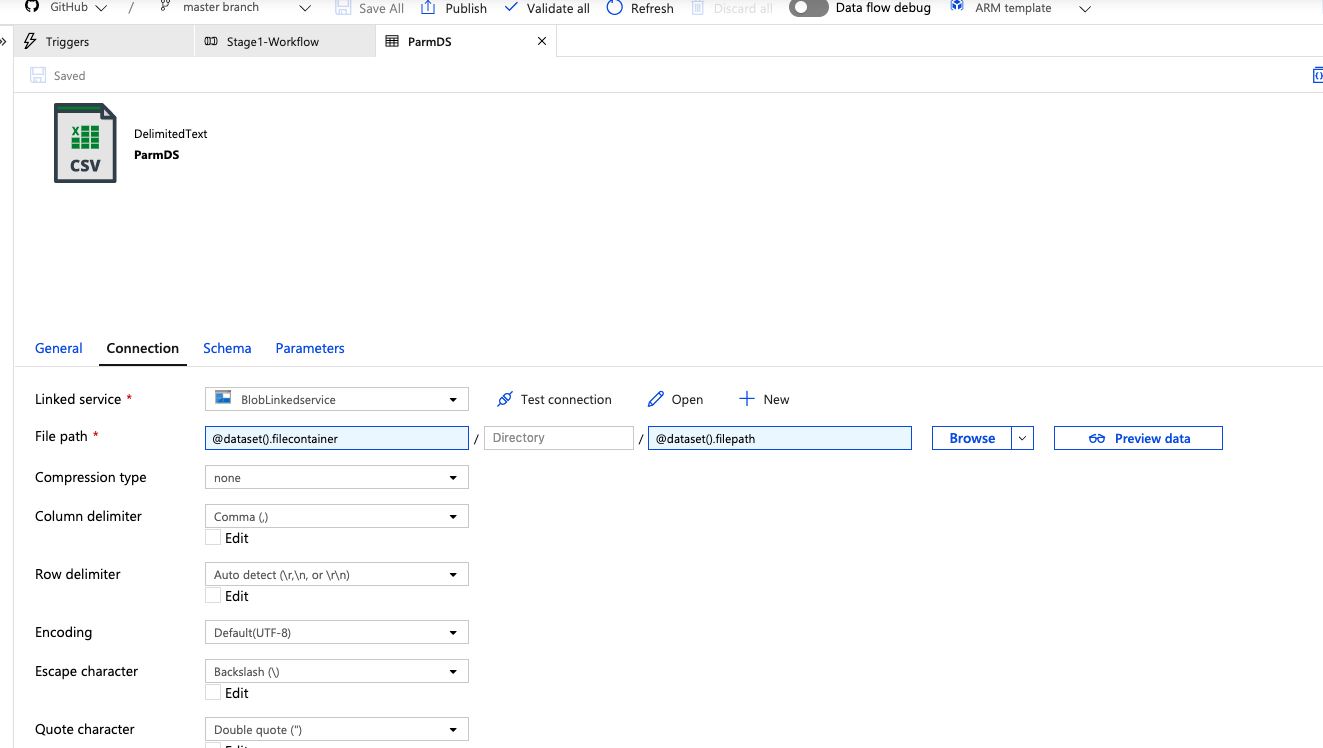 GitHub / master branch Save All Publish Validate all Refresh Discard all Data flow debug ARM template
» Triggers Stage1-Workflow ParmDS
Saved
X
CSV
DelimitedText
ParmDS
General Connection Schema Parameters
Linked service * BlobLinkedservice Test connection Open New
File path * @dataset().filecontainer / Directory / @dataset().filepath Browse Preview data
Compression type none
Column delimiter Comma (,)
Edit
Row delimiter Auto detect (\r,\n, or \r\n)
Edit
Encoding Default(UTF-8)
Escape character Backslash (\)
Edit
Quote character Double quote (")
Edit